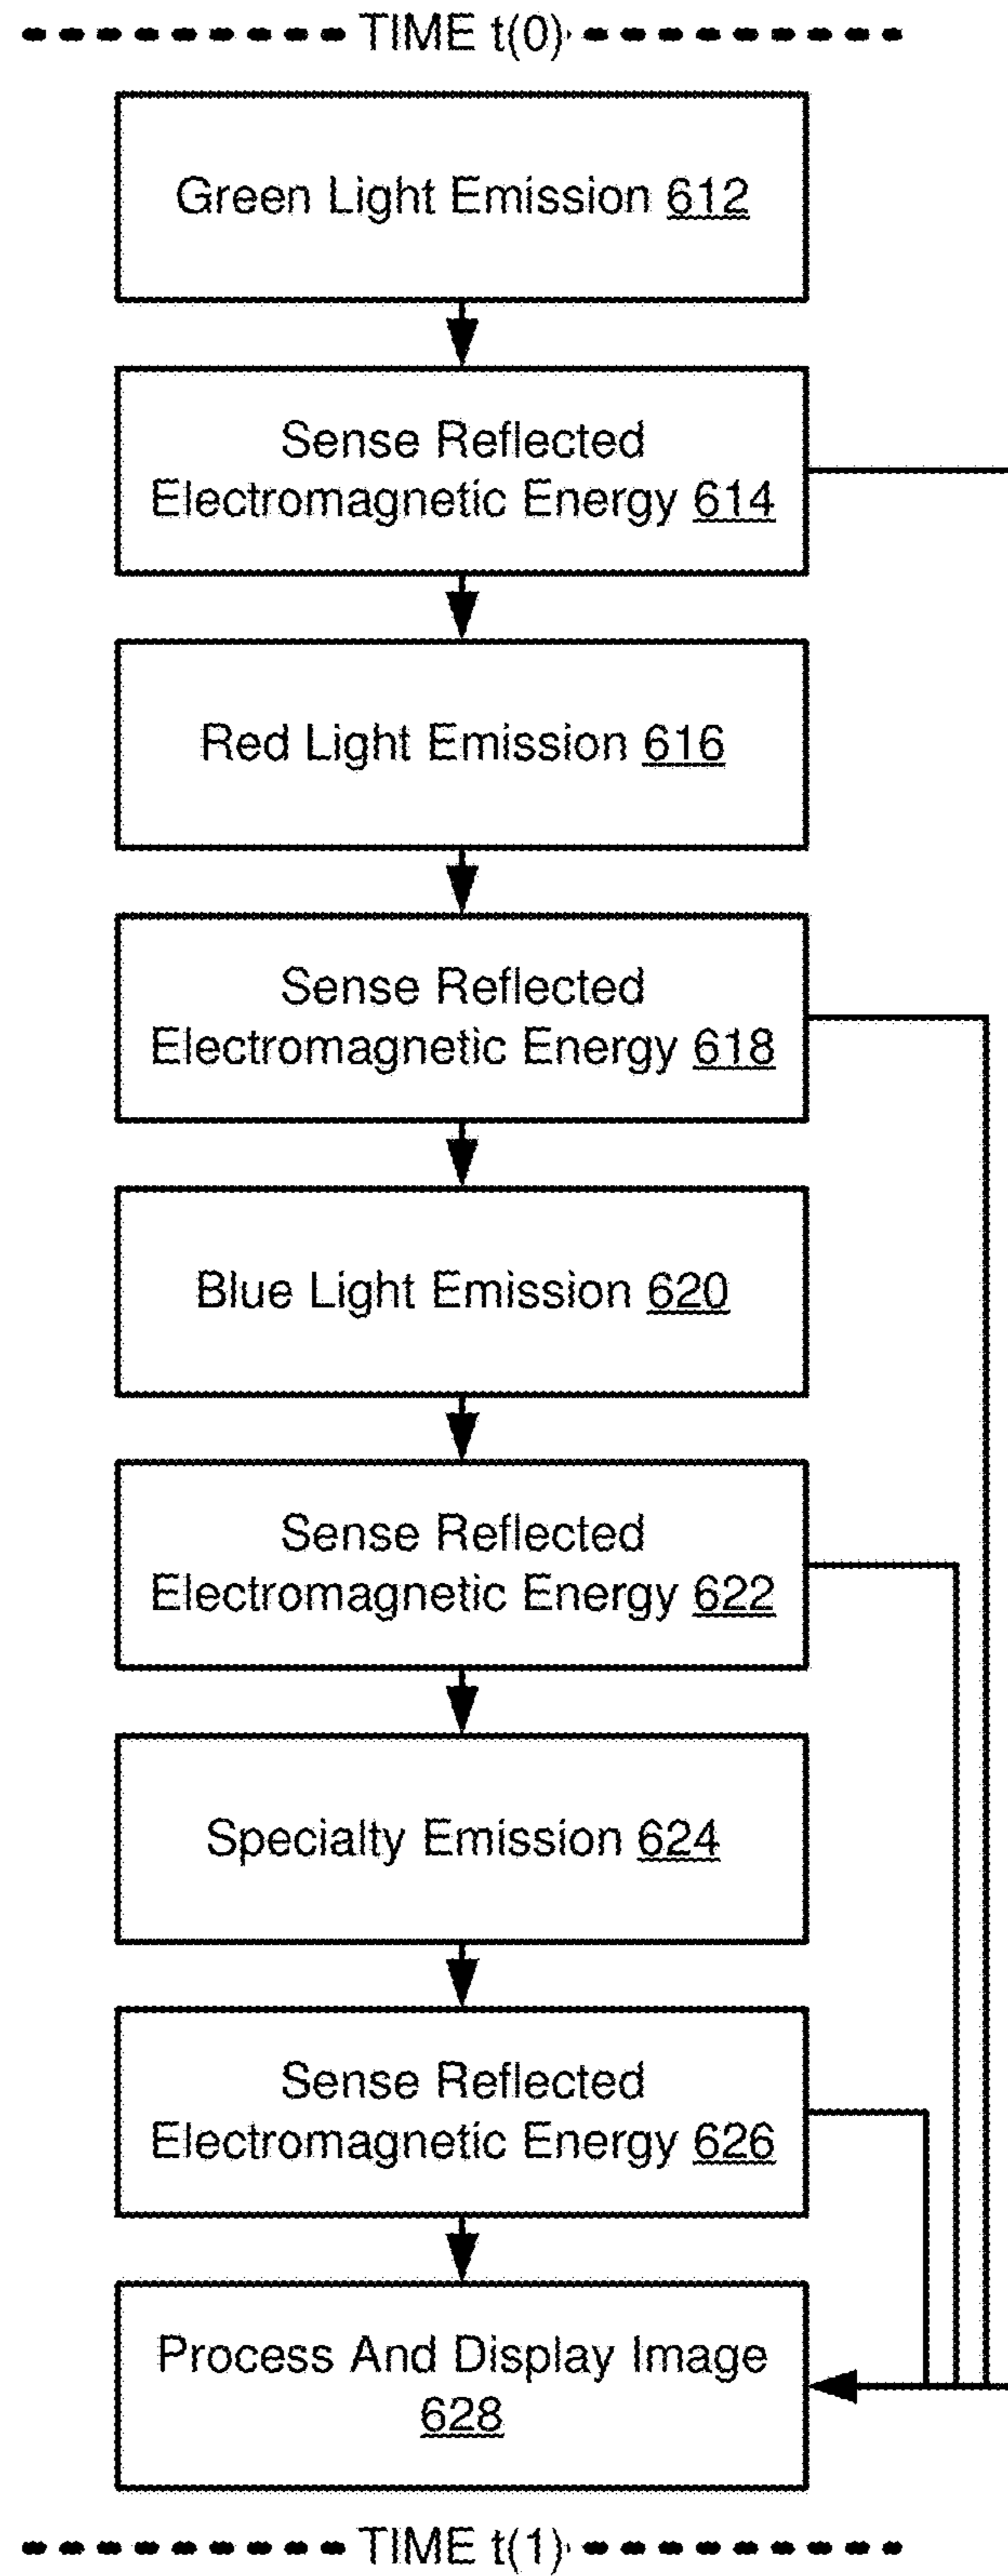 TIME t(0)
Green Light Emission 612
Sense Reflected
Electromagnetic Energy 614
Red Light Emission 616
Sense Reflected
Electromagnetic Energy 618
Blue Light Emission 620
Sense Reflected
Electromagnetic Energy 622
Specialty Emission 624
Sense Reflected
Electromagnetic Energy 626
Process And Display Image
628
TIME t(1)